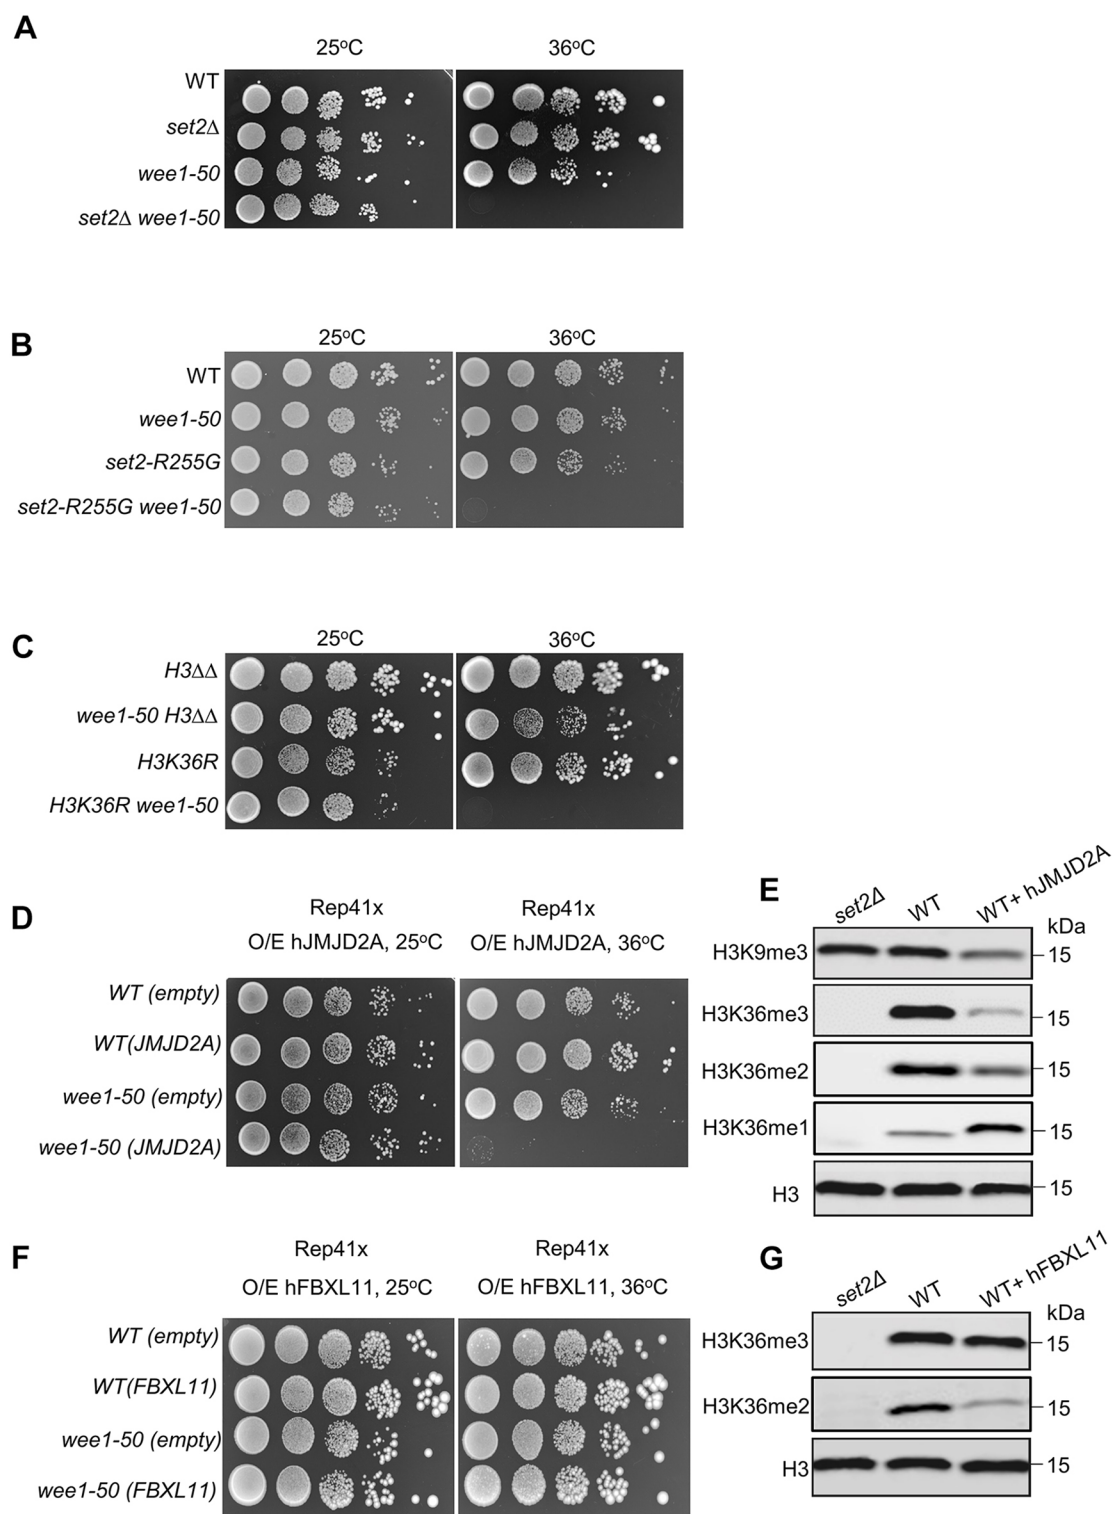 A
25°C
36°C
WT
set2Δ
wee1-50
set2Δ wee1-50
B
25°C
36°C
WT
wee1-50
set2-R255G
set2-R255G wee1-50
C
25°C
36°C
H3ΔΔ
wee1-50 H3ΔΔ
H3K36R
H3K36R wee1-50
D
Rep41x
O/E hJMJD2A, 25°C
Rep41x
O/E hJMJD2A, 36°C
WT (empty)
WT(JMJD2A)
wee1-50 (empty)
wee1-50 (JMJD2A)
E
set2Δ
WT
WT+ hJMJD2A
kDa
H3K9me3
15
H3K36me3
15
H3K36me2
15
H3K36me1
15
H3
15
F
Rep41x
O/E hFBXL11, 25°C
Rep41x
O/E hFBXL11, 36°C
WT (empty)
WT(FBXL11)
wee1-50 (empty)
wee1-50 (FBXL11)
G
set2Δ
WT
WT+ hFBXL11
kDa
H3K36me3
15
H3K36me2
15
H3
15